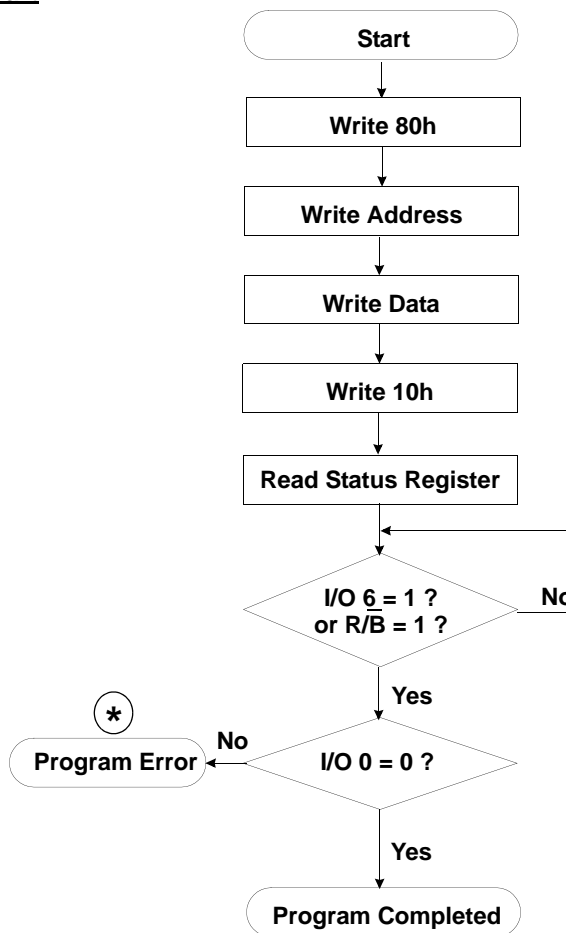 Start
Write 80h
Write Address
Write Data
Write 10h
Read Status Register
I/O 6 = 1 ?
or R/B̅ = 1 ?
No
Yes
*
Program Error
No
I/O 0 = 0 ?
Yes
Program Completed